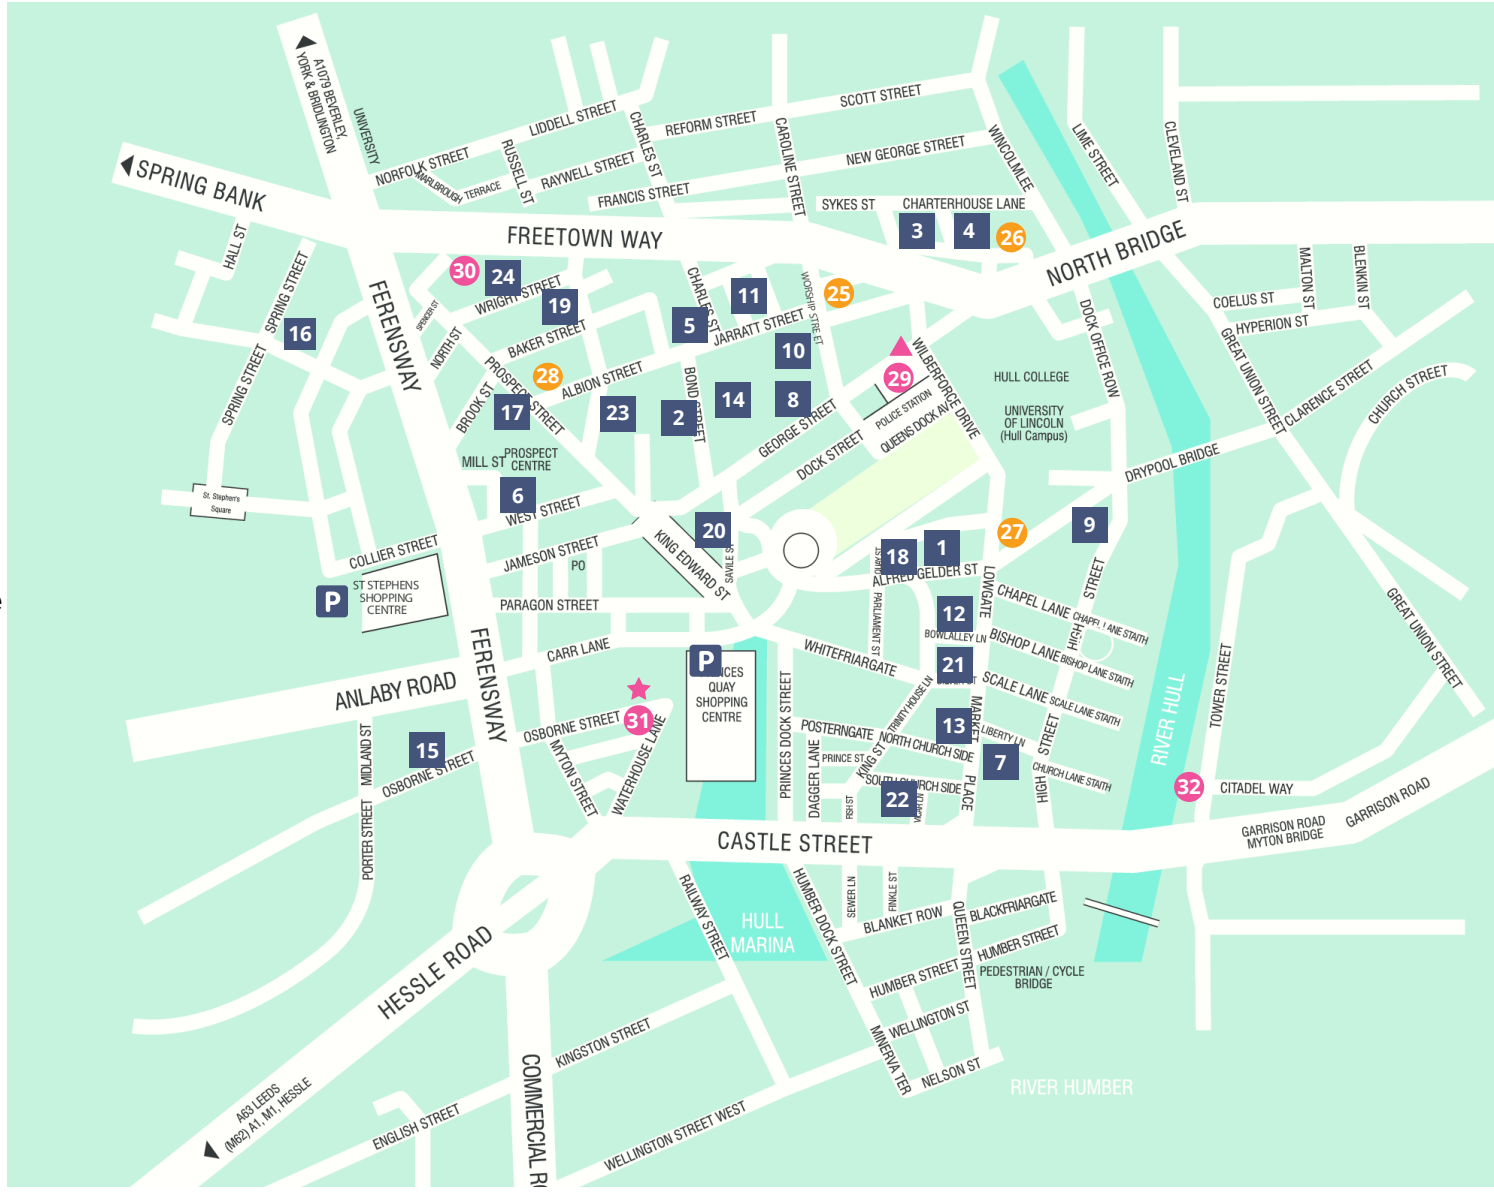 A1079 BEVERLEY,
YORK & BRIDLINGTON
UNIVERSITY
SPRING BANK
NORFOLK STREET
LIDDELL STREET
MARLBROUGH TERRACE
RUSSELL ST
RAYWELL STREET
CHARLES ST
REFORM STREET
SCOTT STREET
CAROLINE STREET
NEW GEORGE STREET
FRANCIS STREET
WINCOLMLEE
LIME STREET
CLEVELAND ST
SYKES ST
CHARTERHOUSE LANE
FREETOWN WAY
3
4
26
NORTH BRIDGE
HALL ST
SPRING STREET
SPRING STREET
16
FERENSWAY
30
24
WRIGHT STREET
19
SPENCER ST
NORTH ST
BAKER STREET
CHARLES ST
11
5
JARRATT STREET
WORSHIP STREET
25
10
28
PROSPECT STREET
ALBION STREET
BROOK ST
17
23
2
BOND STREET
14
8
29
WILBERFORCE DRIVE
POLICE STATION
QUEENS DOCK AV
GEORGE STREET
DOCK STREET
HULL COLLEGE
UNIVERSITY
OF LINCOLN
(Hull Campus)
DOCK OFFICE ROW
COELUS ST
HYPERION ST
MALTON ST
BLENKIN ST
GREAT UNION STREET
CLARENCE STREET
CHURCH STREET
DRYPOOL BRIDGE
MILL ST
PROSPECT
CENTRE
6
WEST STREET
St. Stephen's
Square
COLLIER STREET
JAMESON STREET
PO
KING EDWARD ST
20
SAVILE ST
P
ST STEPHENS
SHOPPING
CENTRE
PARAGON STREET
18
1
27
9
ALFRED GELDER ST
PARLIAMENT ST
LOWGATE
CHAPEL LANE
CHAPEL LANE STAITH
HIGH STREET
12
BOWLALLEY LN
BISHOP LANE
BISHOP LANE STAITH
21
SCALE LANE
SCALE LANE STAITH
GREAT UNION STREET
TOWER STREET
RIVER HULL
ANLABY ROAD
FERENSWAY
CARR LANE
P
PRINCES
QUAY
SHOPPING
CENTRE
WHITEFRIARGATE
PRINCES DOCK STREET
TRINITY HOUSE LN
31
OSBORNE STREET
MYTON STREET
WATERHOUSE LANE
15
MIDLAND ST
OSBORNE STREET
PORTER STREET
POSTERNGATE
DAGGER LANE
PRINCE ST
KING ST
NORTH CHURCH SIDE
SOUTH CHURCH SIDE
13
MARKET PLACE
LIBERTY LN
7
CHURCH LANE STAITH
HIGH STREET
22
FISH ST
VICAR LN
32
CITADEL WAY
GARRISON ROAD
MYTON BRIDGE
GARRISON ROAD
CASTLE STREET
HESSLE ROAD
RAILWAY STREET
HULL
MARINA
HUMBER DOCK STREET
SEWER LN
FINKLE ST
BLANKET ROW
BLACKFRIARGATE
QUEEEN STREET
HUMBER STREET
HUMBER STREET
PEDESTRIAN / CYCLE
BRIDGE
MINERVA TER
WELLINGTON ST
NELSON ST
RIVER HUMBER
KINGSTON STREET
COMMERCIAL RO
ENGLISH STREET
WELLINGTON STREET WEST
A63 LEEDS
(M62) A1, M1, HESSLE